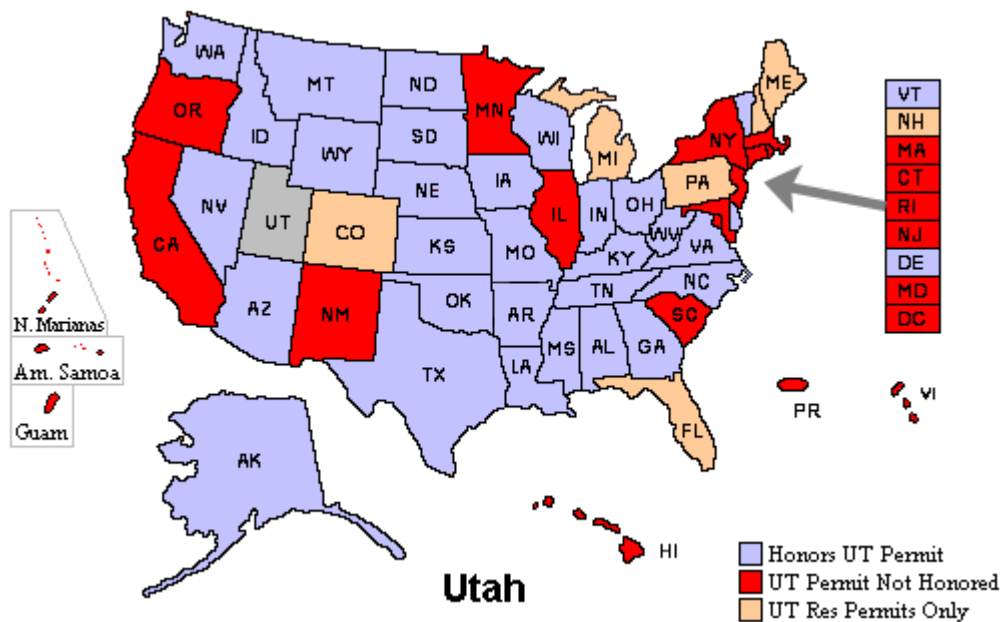 WA
MT
ND
MN
ME
VT
NH
OR
ID
SD
WI
NY
MA
WY
MI
CT
IA
PA
RI
NE
NV
UT
IL
IN
OH
NJ
CO
WV
DE
CA
KS
MO
KY
VA
MD
NC
DC
TN
OK
AZ
NM
AR
SC
N. Marianas
MS
AL
GA
LA
Am. Samoa
TX
VI
PR
Guam
FL
AK
HI
Honors UT Permit
Utah
UT Permit Not Honored
UT Res Permits Only